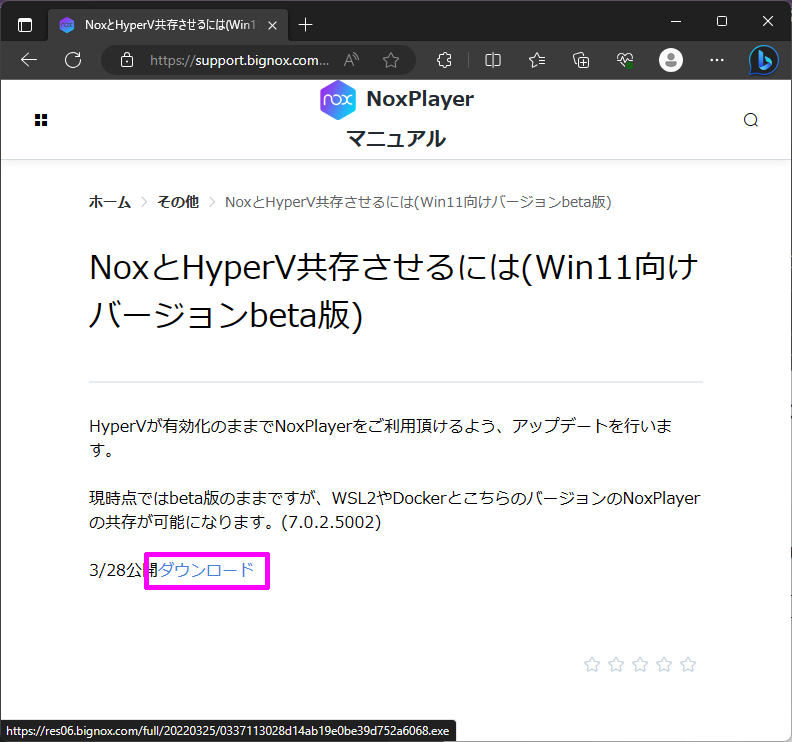 NoxとHyperV共存させるには(Win1
https://support.bignox.com...
nox NoxPlayer
マニュアル
ホーム > その他 > NoxとHyperV共存させるには(Win11向けバージョンbeta版)
NoxとHyperV共存させるには(Win11向け
バージョンbeta版)
HyperVが有効化のままでNoxPlayerをご利用頂けるよう、アップデートを行いま
す。
現時点ではbeta版のままですが、WSL2やDockerとこちらのバージョンのNoxPlayer
の共存が可能になります。(7.0.2.5002)
3/28公開ダウンロード
https://res06.bignox.com/full/20220325/0337113028d14ab19e0be39d752a6068.exe